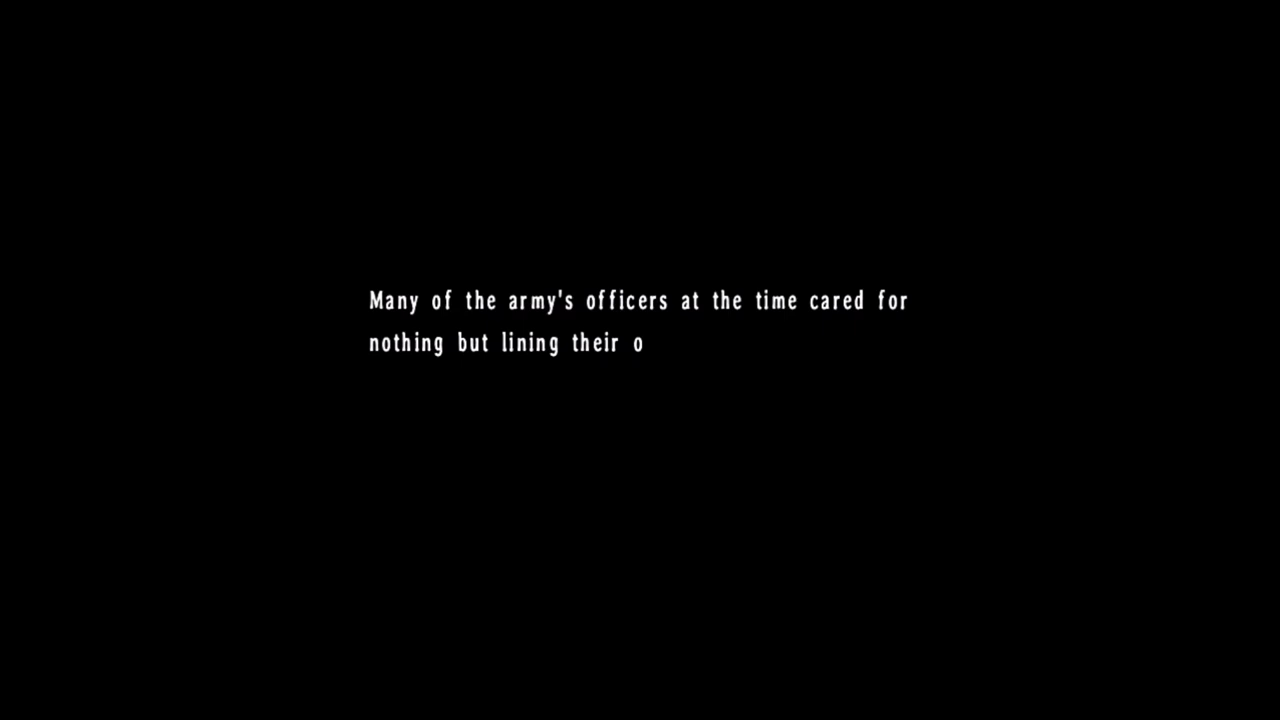 Many of the army's officers at the time cared for
nothing but lining their o